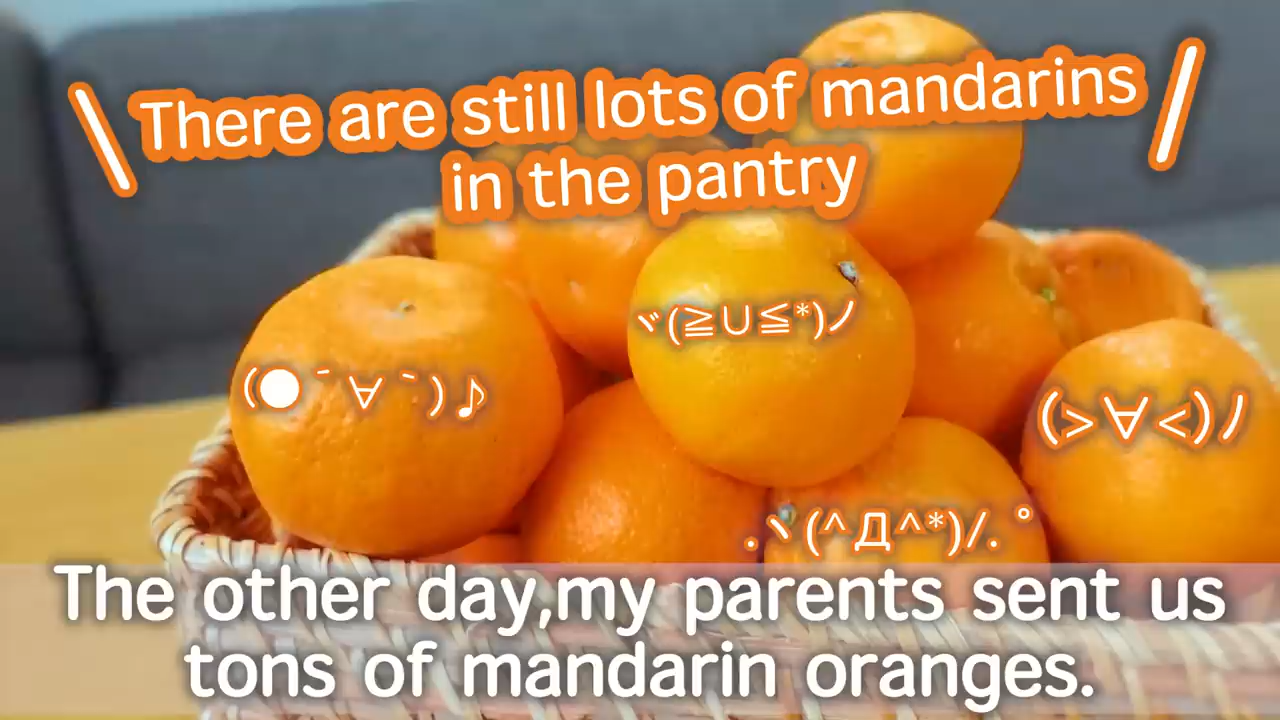 \ There are still lots of mandarins /
in the pantry
ヾ(≧∪≦*)ノ
(●¯∀¯)♪
(>∀<)ノ
.ヽ(^Д^*)/.゜
The other day,my parents sent us
tons of mandarin oranges.